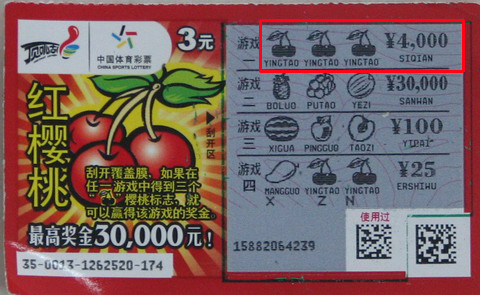 顶呱刮
中国体育彩票
CHINA SPORTS LOTTERY
3元
红樱桃
刮开区
刮开覆盖膜,如果在
任一游戏中得到三个
“ ”樱桃标志,就
可以赢得该游戏的奖金。
最高奖金30,000元!
35-0013-1262520-174
游戏一
¥4,000
YINGTAO YINGTAO YINGTAO SIQIAN
游戏二
¥30,000
BOLUO PUTAO YEZI SANWAN
游戏三
¥100
XIGUA PINGGUO TAOZI YIBAI
游戏四
¥25
MANGGUO YINGTAO YINGTAO ERSHIWU
X Z N
使用过
15882064239